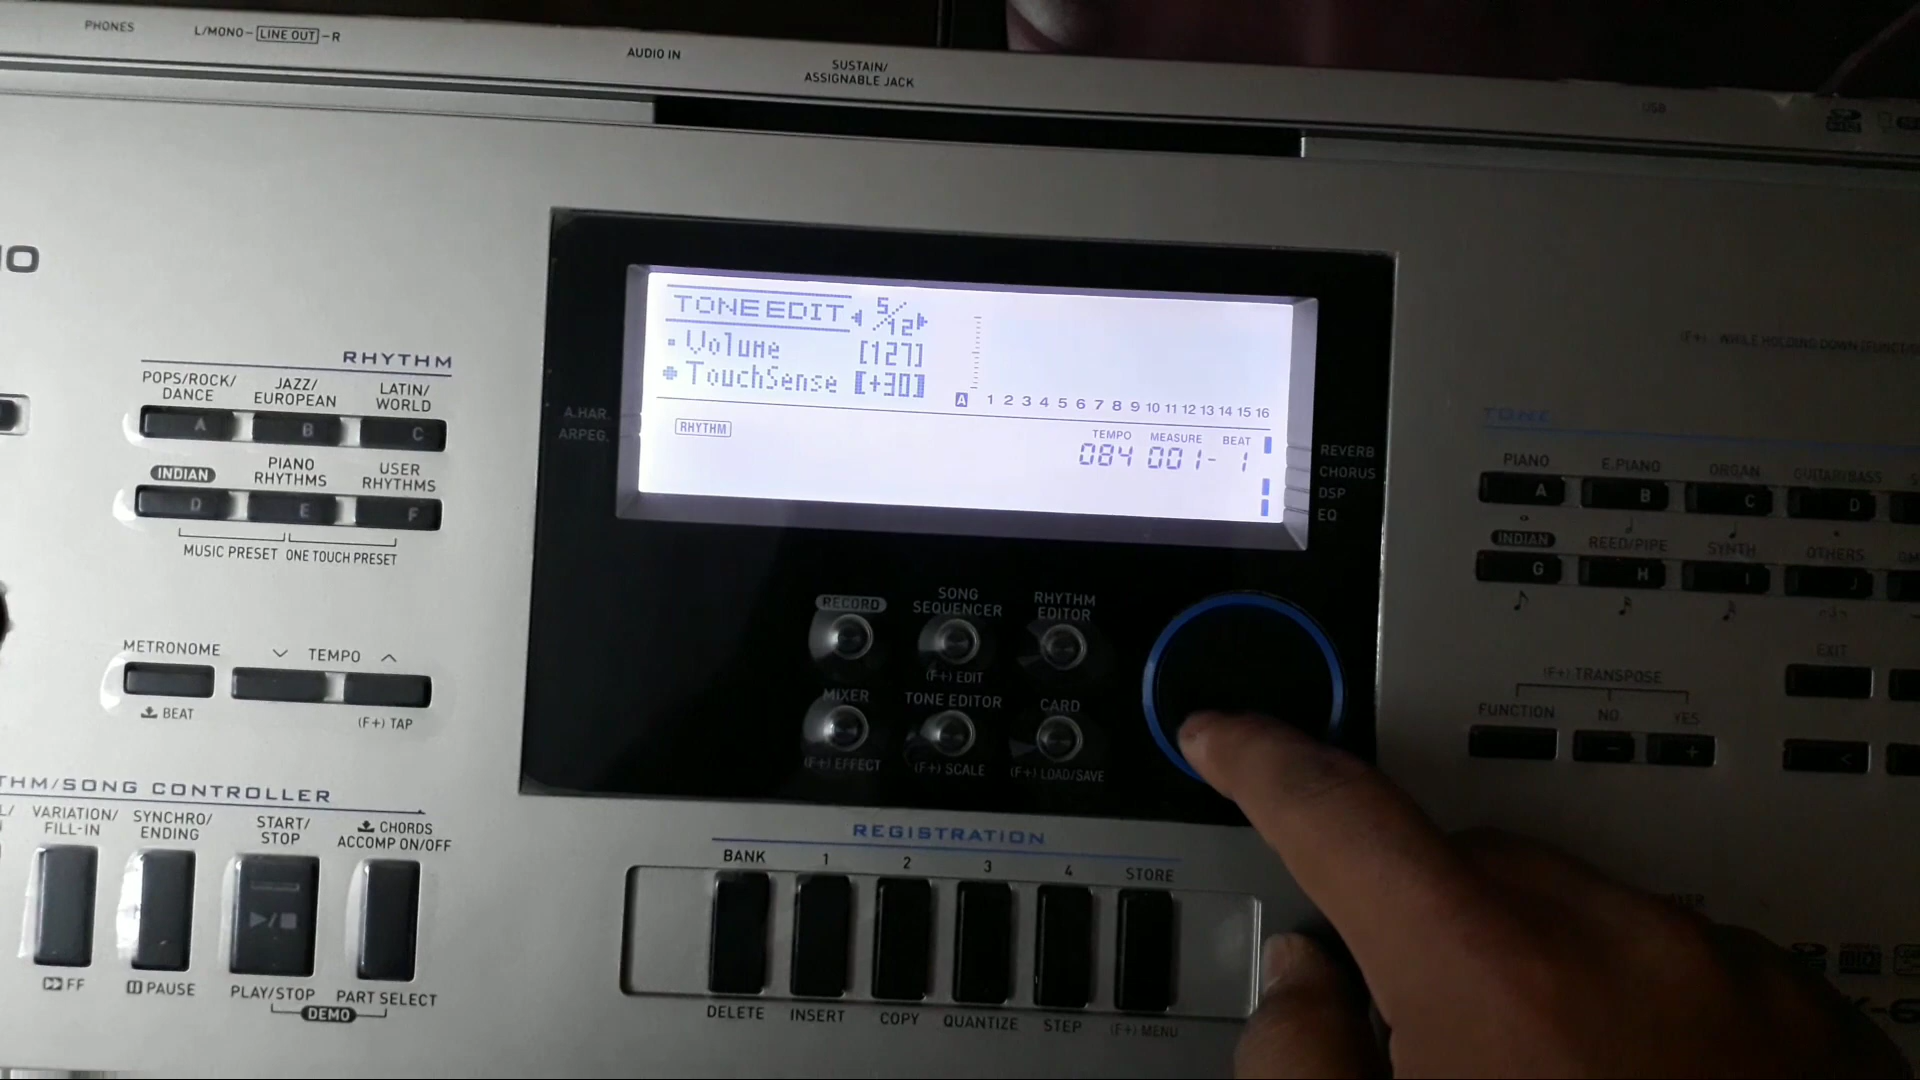 PHONES
L/MONO-LINE OUT-R
AUDIO IN
SUSTAIN/
ASSIGNABLE JACK
USB
TONE EDIT 5/12
Volume [127]
TouchSense [+30]
A 1 2 3 4 5 6 7 8 9 10 11 12 13 14 15 16
RHYTHM
TEMPO MEASURE BEAT
084 001- 1
A.HAR.
ARPEG.
REVERB
CHORUS
DSP
EQ
RHYTHM
POPS/ROCK/
DANCE
JAZZ/
EUROPEAN
LATIN/
WORLD
A B C
INDIAN
PIANO
RHYTHMS
USER
RHYTHMS
D E F
MUSIC PRESET ONE TOUCH PRESET
METRONOME
TEMPO
BEAT
(F+) TAP
THM/SONG CONTROLLER
VARIATION/
FILL-IN
SYNCHRO/
ENDING
START/
STOP
CHORDS
ACCOMP ON/OFF
FF
PAUSE
PLAY/STOP
PART SELECT
DEMO
RECORD
SONG
SEQUENCER
RHYTHM
EDITOR
(F+) EDIT
MIXER
TONE EDITOR
CARD
(F+) EFFECT
(F+) SCALE
(F+) LOAD/SAVE
REGISTRATION
BANK 1 2 3 4 STORE
DELETE INSERT COPY QUANTIZE STEP (F+) MENU
TONE
PIANO E.PIANO ORGAN GUITAR/BASS
A B C D
INDIAN REED/PIPE SYNTH OTHERS
G H I J
EXIT
(F+) TRANSPOSE
FUNCTION NO YES
- + <